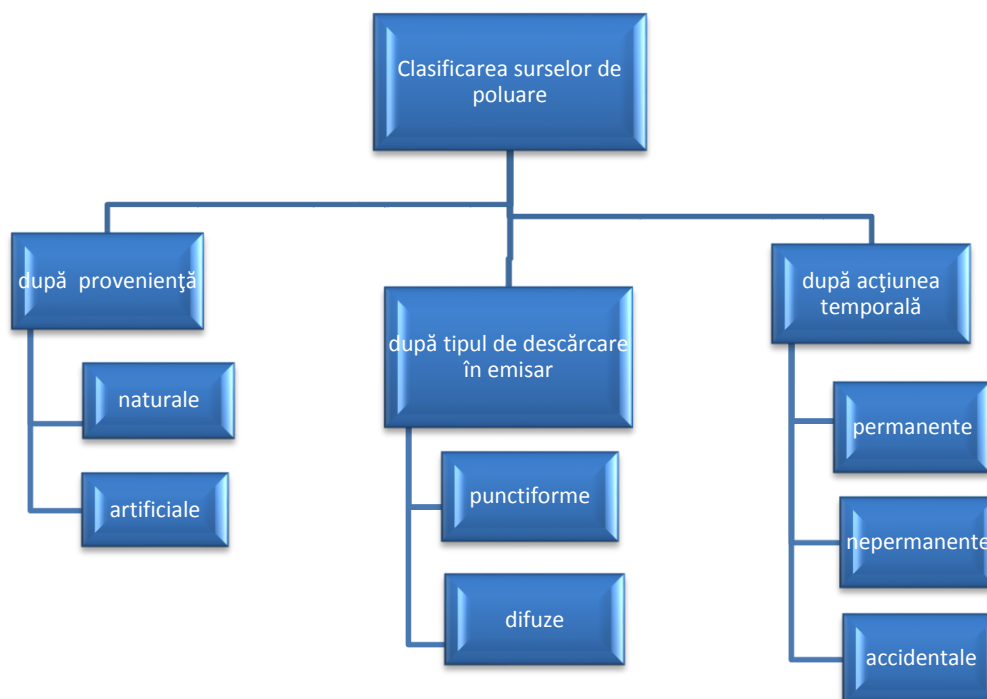 Clasificarea surselor de
poluare
după  provenienţă
naturale
artificiale
după tipul de descărcare
în emisar
punctiforme
difuze
după acţiunea
temporală
permanente
nepermanente
accidentale